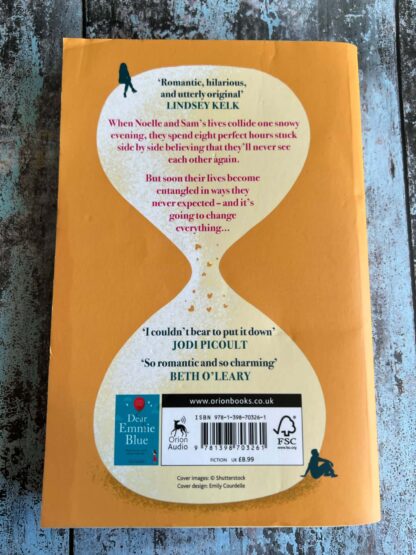 ‘Romantic, hilarious,
and utterly original’
LINDSEY KELK
When Noelle and Sam’s lives collide one snowy
evening, they spend eight perfect hours stuck
side by side believing that they’ll never see
each other again.
But soon their lives become
entangled in ways they
never expected – and it’s
going to change
everything...
‘I couldn’t bear to put it down’
JODI PICOULT
‘So romantic and so charming’
BETH O’LEARY
Dear
Emmie
Blue
Orion
Audio
www.orionbooks.co.uk
ISBN 978-1-398-70326-1
9 781398 703261
FICTION UK £8.99
FSC
Cover images: © Shutterstock
Cover design: Emily Courdelle